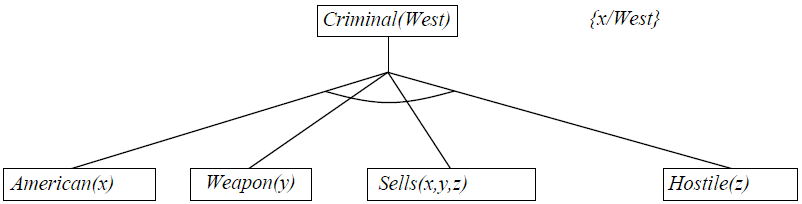 Criminal(West)
{x/West}
American(x)
Weapon(y)
Sells(x,y,z)
Hostile(z)